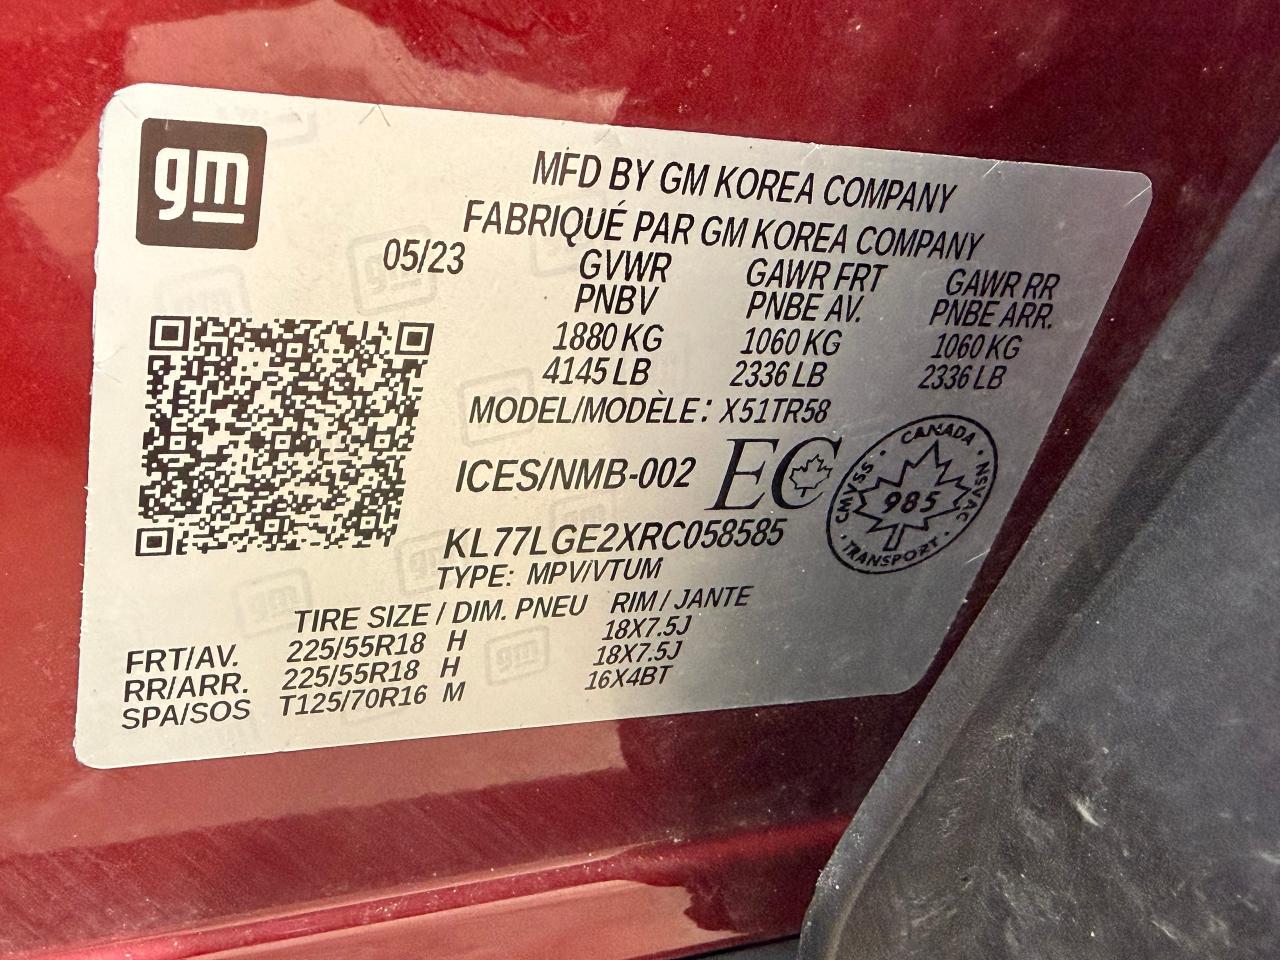 gm
MFD BY GM KOREA COMPANY
FABRIQUÉ PAR GM KOREA COMPANY
05/23 GVWR GAWR FRT GAWR RR
PNBV PNBE AV. PNBE ARR.
1880 KG 1060 KG 1060 KG
4145 LB 2336 LB 2336 LB
MODEL/MODÈLE: X51TR58
ICES/NMB-002 EC
CANADA · NSVAC · TRANSPORT · CMVSS
985
KL77LGE2XRC058585
TYPE: MPV/VTUM
TIRE SIZE / DIM. PNEU RIM / JANTE
FRT/AV. 225/55R18 H 18X7.5J
RR/ARR. 225/55R18 H 18X7.5J
SPA/SOS T125/70R16 M 16X4BT